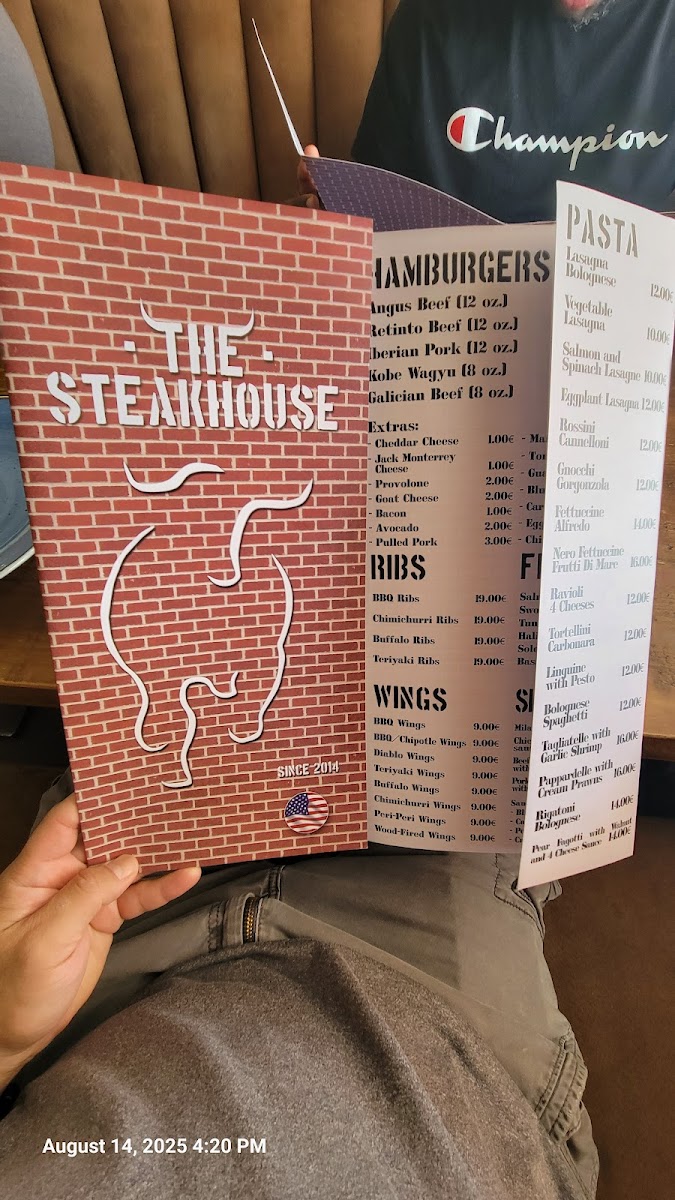 Champion
· THE ·
STEAKHOUSE
SINCE 2014
HAMBURGERS
Angus Beef (12 oz.)
Retinto Beef (12 oz.)
Iberian Pork (12 oz.)
Kobe Wagyu (8 oz.)
Galician Beef (8 oz.)
Extras:
- Cheddar Cheese 1.00€
- Jack Monterrey
Cheese 1.00€
- Provolone 2.00€
- Goat Cheese 2.00€
- Bacon 1.00€
- Avocado 2.00€
- Pulled Pork 3.00€
RIBS
BBQ Ribs 19.00€
Chimichurri Ribs 19.00€
Buffalo Ribs 19.00€
Teriyaki Ribs 19.00€
WINGS
BBQ Wings 9.00€
BBQ/Chipotle Wings 9.00€
Diablo Wings 9.00€
Teriyaki Wings 9.00€
Buffalo Wings 9.00€
Chimichurri Wings 9.00€
Peri-Peri Wings 9.00€
Wood-Fired Wings 9.00€
PASTA
Lasagna
Bolognese 12.00€
Vegetable
Lasagna 10.00€
Salmon and
Spinach Lasagne 10.00€
Eggplant Lasagna 12.00€
Rossini
Cannelloni 12.00€
Gnocchi
Gorgonzola 12.00€
Fettuccine
Alfredo 14.00€
Nero Fettuccine
Frutti Di Mare 16.00€
Ravioli
4 Cheeses 12.00€
Tortellini
Carbonara 12.00€
Linguine
with Pesto 12.00€
Bolognese
Spaghetti 12.00€
Tagliatelle with
Garlic Shrimp 16.00€
Pappardelle with
Cream Prawns 16.00€
Rigatoni
Bolognese 14.00€
Pear Fagotti with Walnut
and 4 Cheese Sauce 14.00€
August 14, 2025 4:20 PM